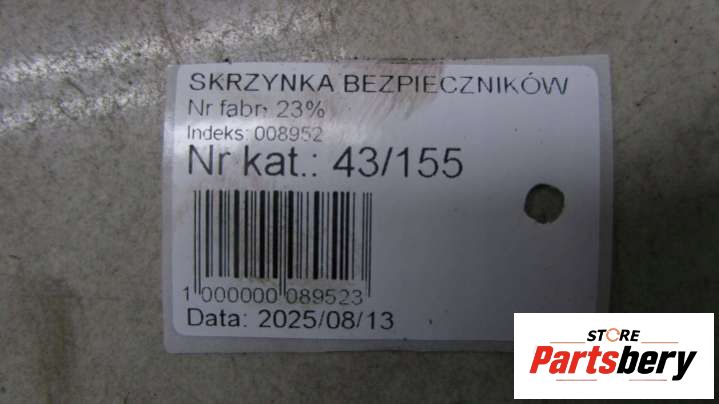 SKRZYNKA BEZPIECZNIKÓW
Nr fabr.: 23%
Indeks: 008952
Nr kat.: 43/155
1 000000 089523
Data: 2025/08/13
STORE
Partsbery